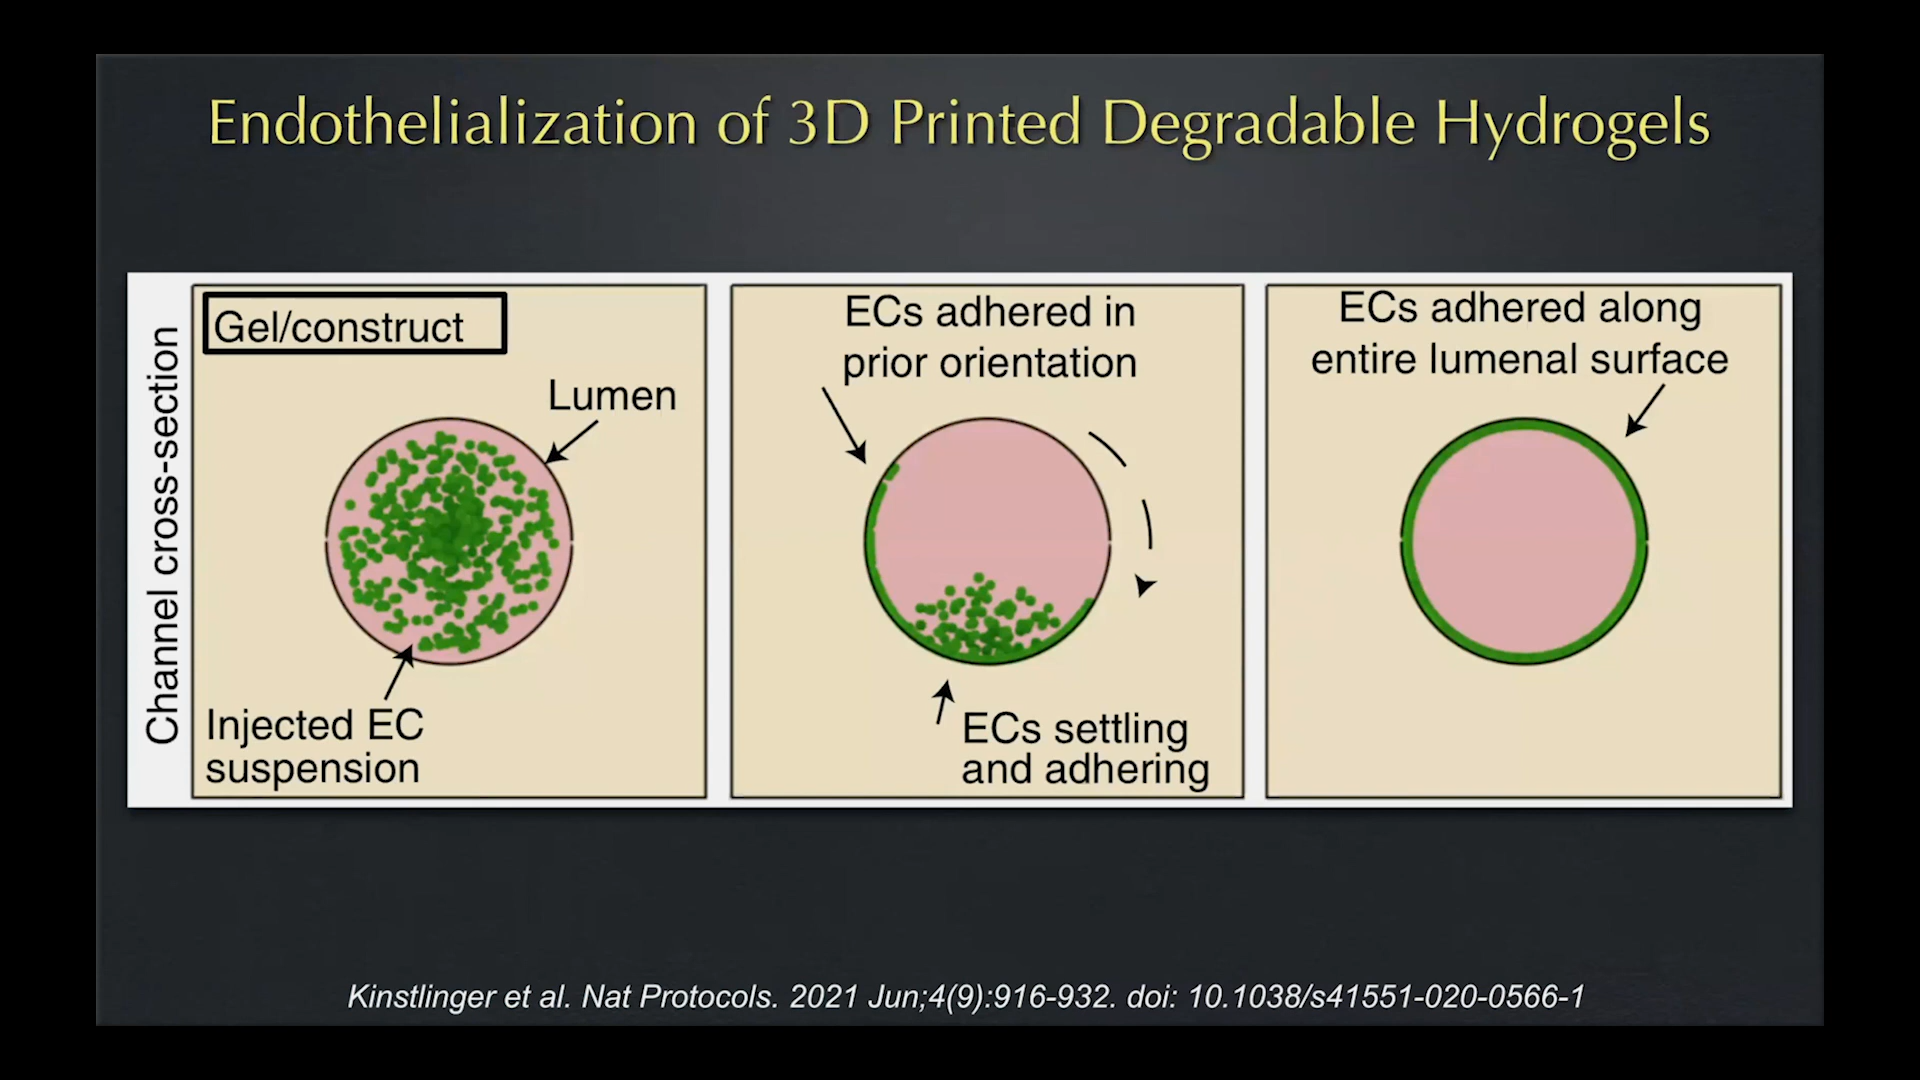 Endothelialization of 3D Printed Degradable Hydrogels
Channel cross-section
Gel/construct
Lumen
Injected EC
suspension
ECs adhered in
prior orientation
ECs settling
and adhering
ECs adhered along
entire lumenal surface
Kinstlinger et al. Nat Protocols. 2021 Jun;4(9):916-932. doi: 10.1038/s41551-020-0566-1